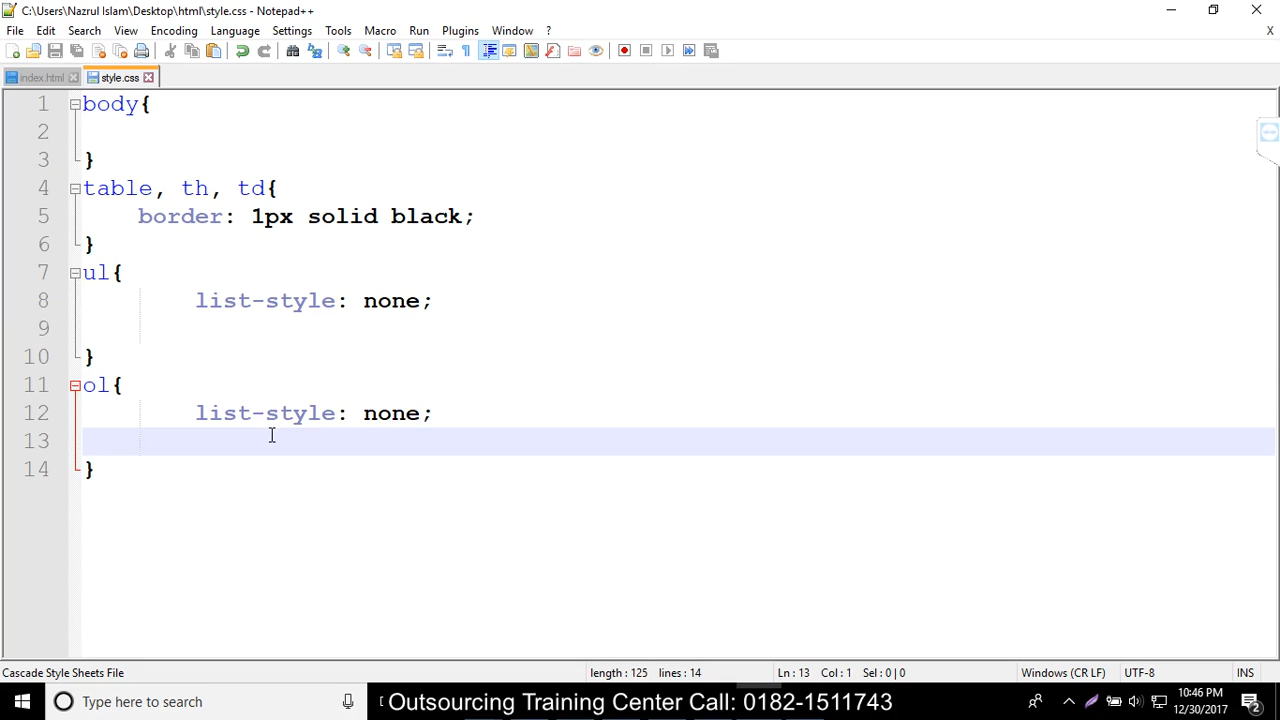 C:\Users\Nazrul Islam\Desktop\html\style.css - Notepad++
File Edit Search View Encoding Language Settings Tools Macro Run Plugins Window ? X
index.html style.css
1 body{
2
3 }
4 table, th, td{
5 border: 1px solid black;
6 }
7 ul{
8 list-style: none;
9
10 }
11 ol{
12 list-style: none;
13
14 }
Cascade Style Sheets File length : 125 lines : 14 Ln : 13 Col : 1 Sel : 0 | 0 Windows (CR LF) UTF-8 INS
Type here to search [ Outsourcing Training Center Call: 0182-1511743 10:46 PM
12/30/2017 2